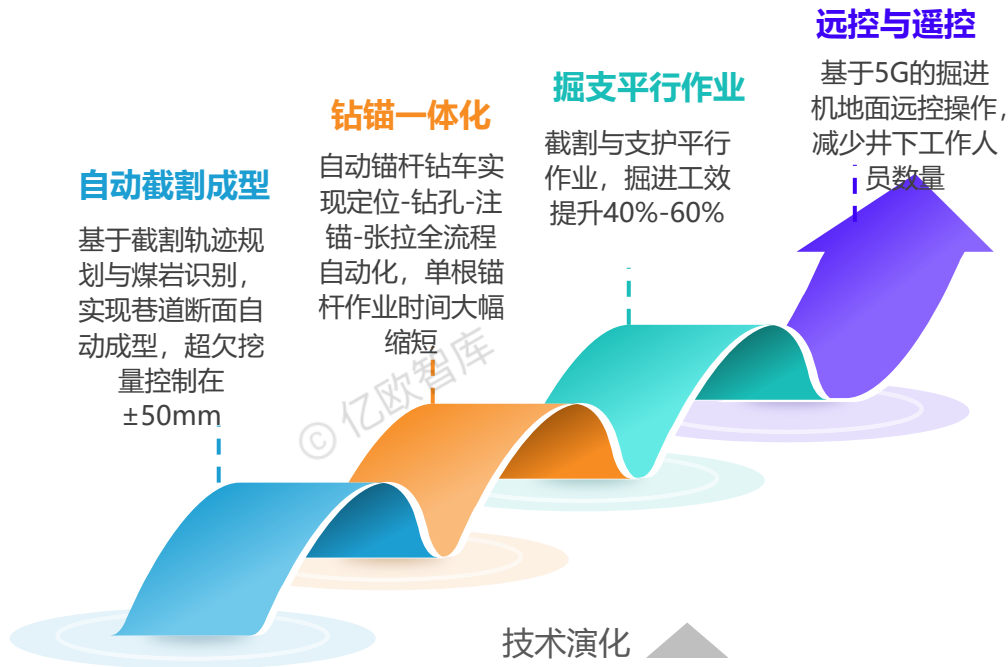 自动截割成型
基于截割轨迹规
划与煤岩识别，
实现巷道断面自
动成型，超欠挖
量控制在
±50mm
钻锚一体化
自动锚杆钻车实
现定位-钻孔-注
锚-张拉全流程
自动化，单根锚
杆作业时间大幅
缩短
掘支平行作业
截割与支护平行
作业，掘进工效
提升40%-60%
远控与遥控
基于5G的掘进
机地面远控操作，
减少井下工作人
员数量
© 亿欧智库
技术演化